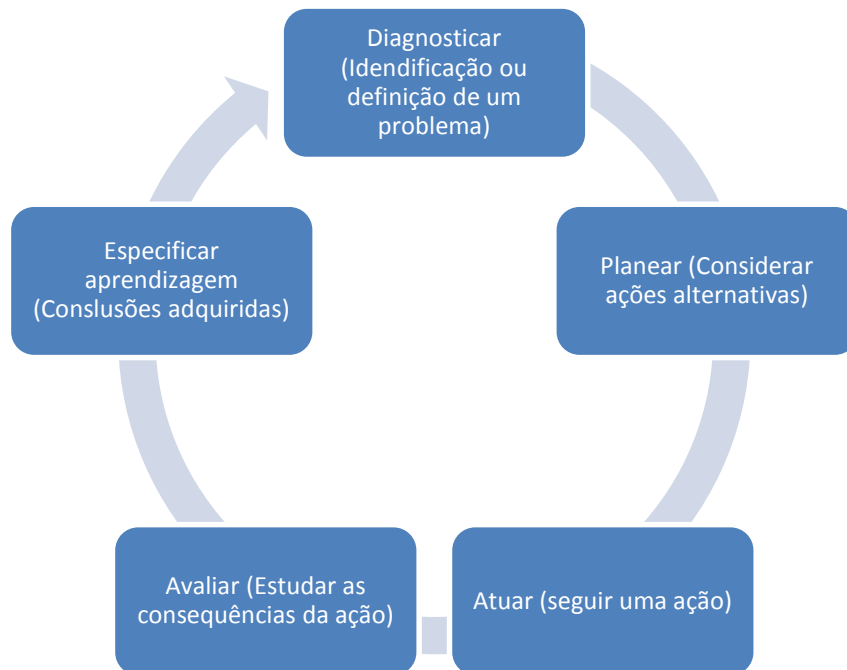 Diagnosticar
(Idendificação ou
definição de um
problema)
Planear (Considerar
ações alternativas)
Atuar (seguir uma ação)
Avaliar (Estudar as
consequências da ação)
Especificar
aprendizagem
(Conslusões adquiridas)